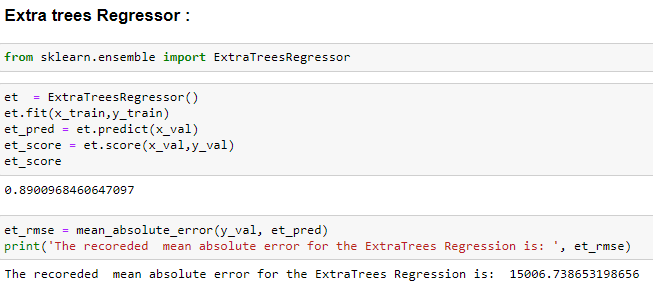 Extra trees Regressor :
from sklearn.ensemble import ExtraTreesRegressor
et  = ExtraTreesRegressor()
et.fit(x_train,y_train)
et_pred = et.predict(x_val)
et_score = et.score(x_val,y_val)
et_score
0.8900968460647097
et_rmse = mean_absolute_error(y_val, et_pred)
print('The recoreded  mean absolute error for the ExtraTrees Regression is: ', et_rmse)
The recoreded  mean absolute error for the ExtraTrees Regression is:  15006.738653198656